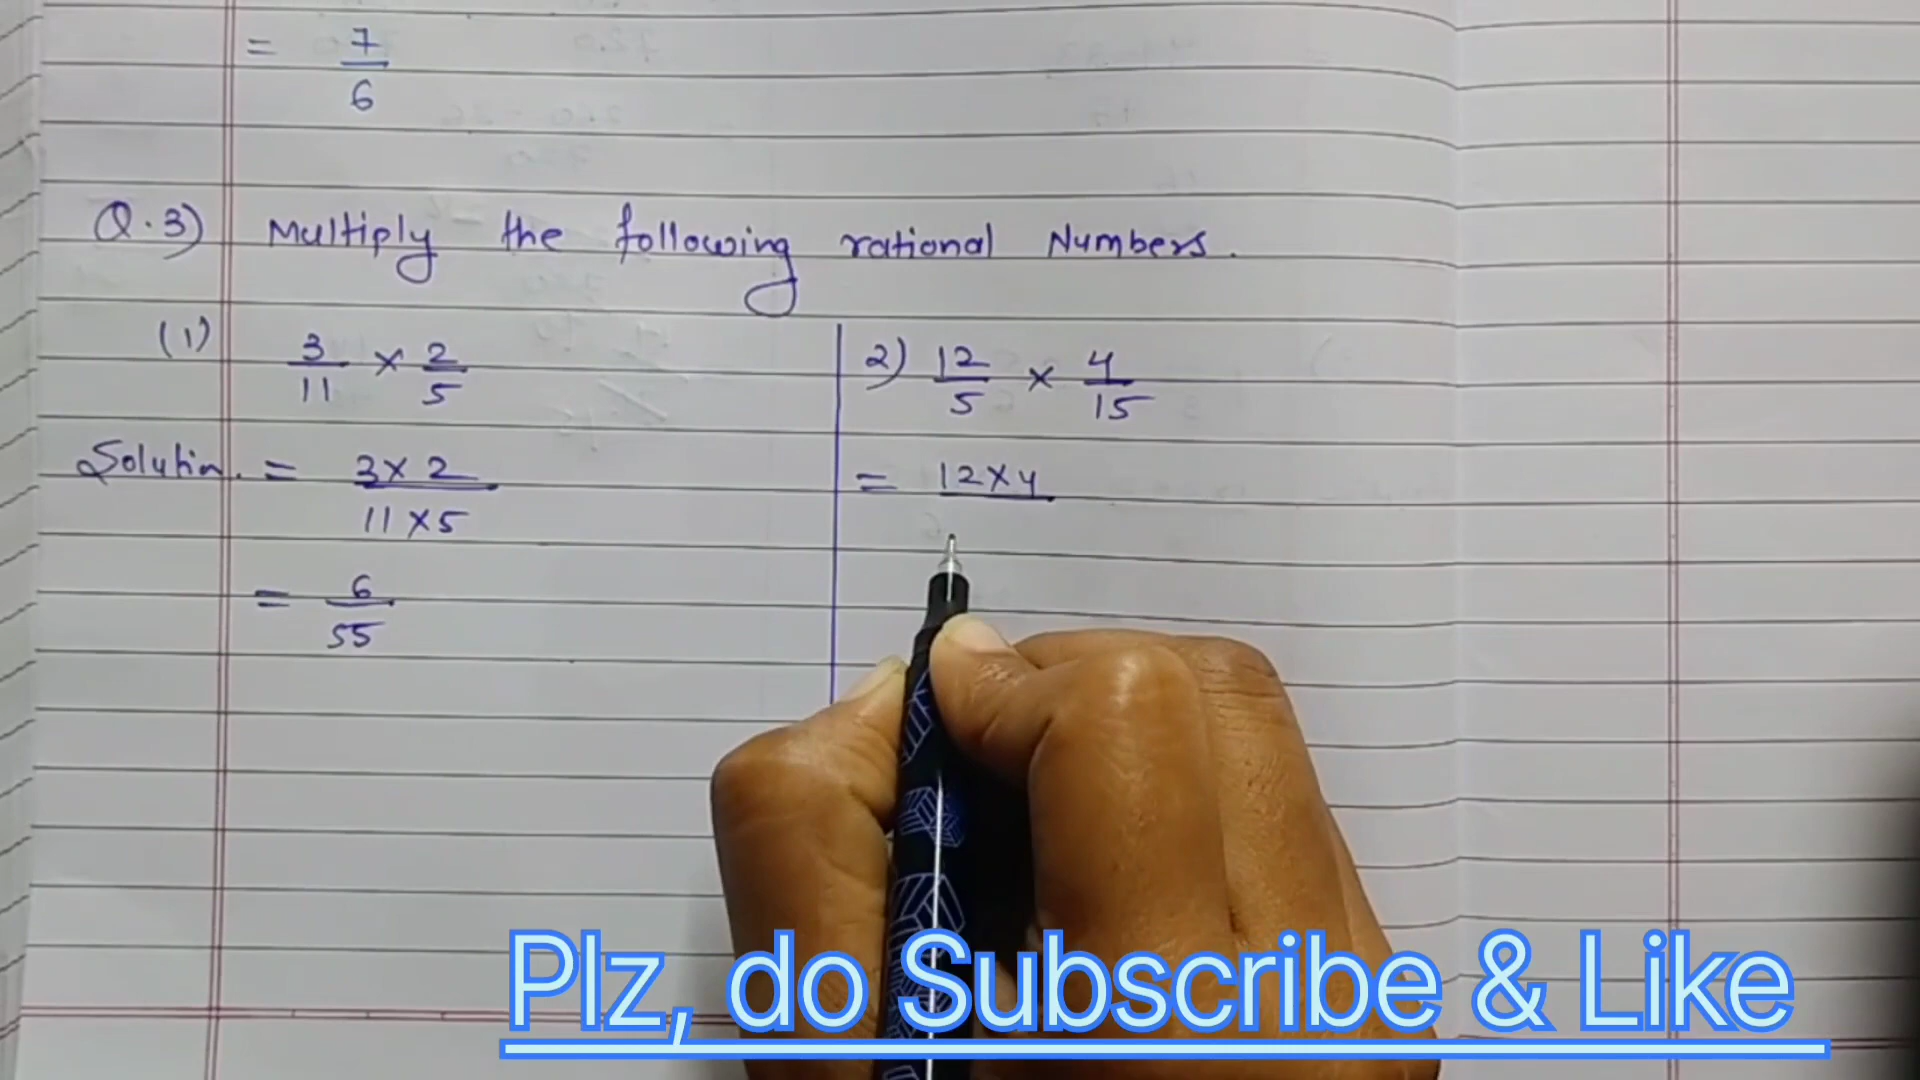 = 7/6
Q.3) Multiply the following rational Numbers.
(1) 3/11 × 2/5
Solution. = 3×2/11×5
= 6/55
2) 12/5 × 4/15
= 12×4
Plz, do Subscribe & Like